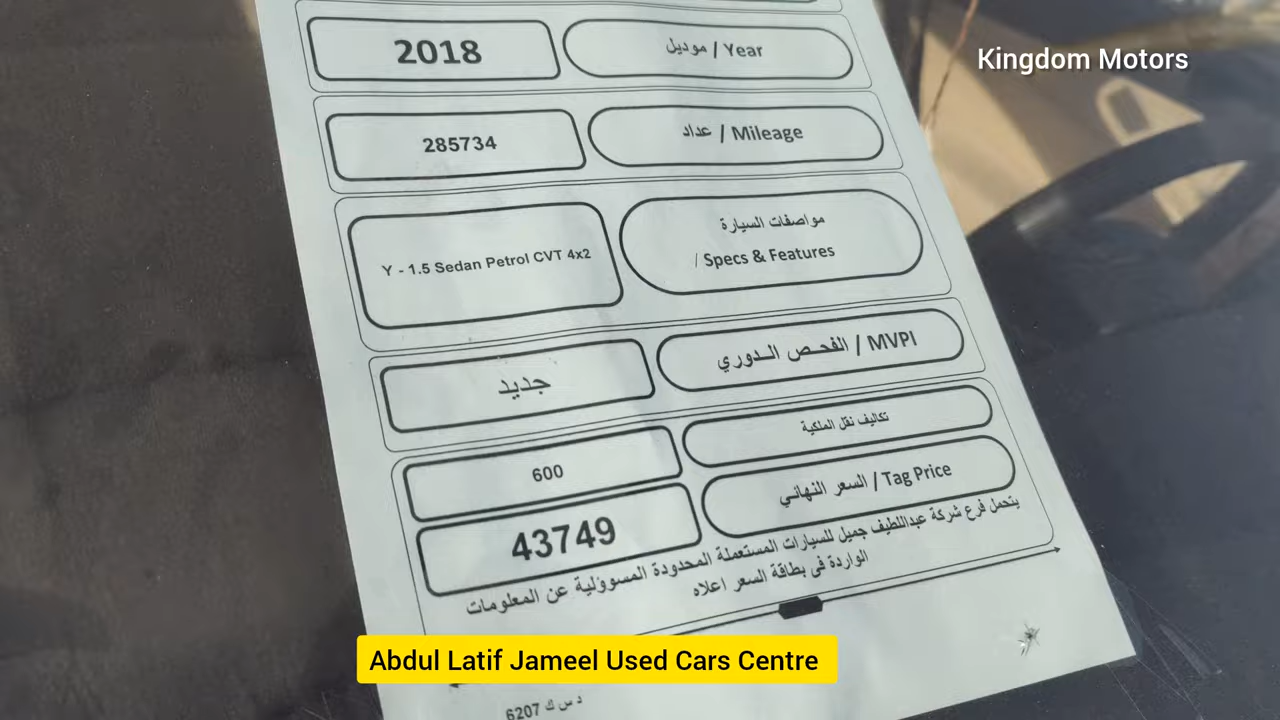 Kingdom Motors
2018
موديل / Year
285734
عداد / Mileage
Y - 1.5 Sedan Petrol CVT 4x2
مواصفات السيارة
/ Specs & Features
جديد
الفحص الدوري / MVPI
600
تكاليف نقل الملكية
43749
السعر النهائي / Tag Price
يتحمل فرع شركة عبداللطيف جميل للسيارات المستعملة المحدودة المسوؤلية عن المعلومات
الواردة فى بطاقة السعر اعلاه
Abdul Latif Jameel Used Cars Centre
د س ك 6207